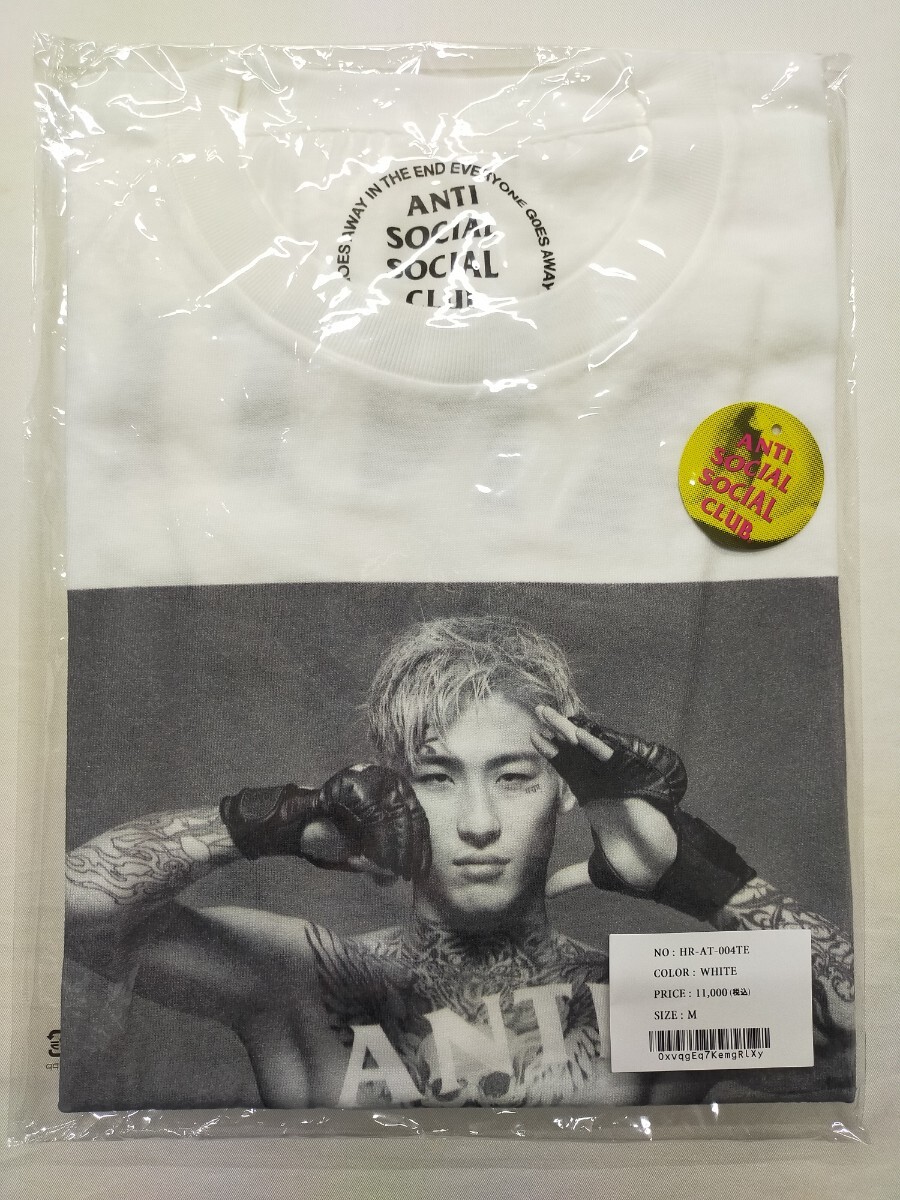 OES AWAY IN THE END EVERYONE GOES AWAY
ANTI
SOCIAL
SOCIAL
CLUB
ANTI
SOCIAL
SOCIAL
CLUB
ANTI
NO : HR-AT-004TE
COLOR : WHITE
PRICE : 11,000(税込)
SIZE : M
0xvqgEq7KemgRlXy